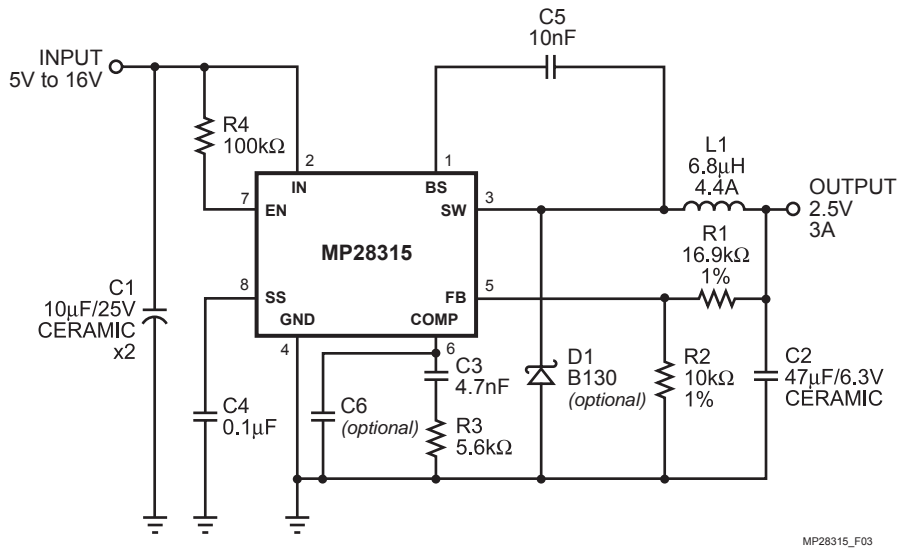 C5
10nF
INPUT
5V to 16V
R4
100kΩ
2
1
L1
6.8µH
4.4A
IN
BS
OUTPUT
2.5V
3A
7
EN
SW
3
MP28315
R1
16.9kΩ
1%
8
SS
FB
5
C1
10µF/25V
CERAMIC
x2
GND
COMP
4
6
C3
4.7nF
D1
B130
(optional)
R2
10kΩ
1%
C2
47µF/6.3V
CERAMIC
C4
0.1µF
C6
(optional)
R3
5.6kΩ
MP28315_F03